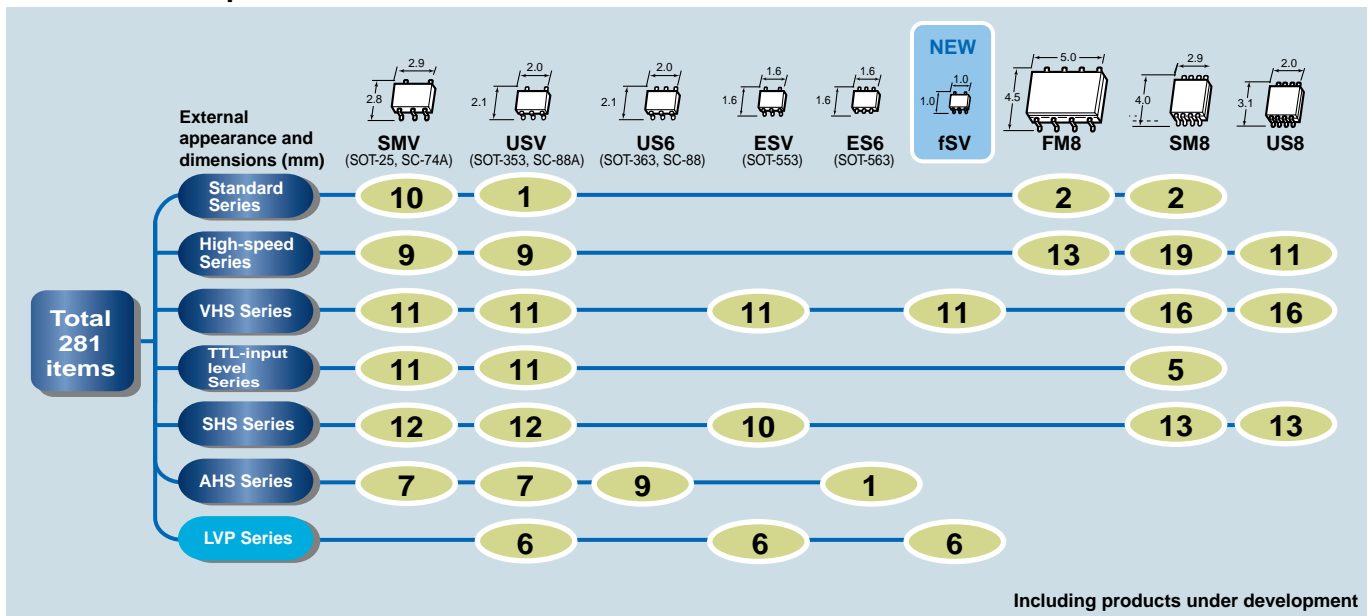 NEW
2.9
2.8
2.0
2.1
2.0
2.1
1.6
1.6
1.6
1.6
1.0
1.0
5.0
4.5
2.9
4.0
2.0
3.1
External
appearance and
dimensions (mm)
SMV
(SOT-25, SC-74A)
USV
(SOT-353, SC-88A)
US6
(SOT-363, SC-88)
ESV
(SOT-553)
ES6
(SOT-563)
fSV
FM8
SM8
US8
Total
281
items
Standard
Series
10 1 2 2
High-speed
Series
9 9 13 19 11
VHS Series
11 11 11 11 16 16
TTL-input
level
Series
11 11 5
SHS Series
12 12 10 13 13
AHS Series
7 7 9 1
LVP Series
6 6 6
Including products under development